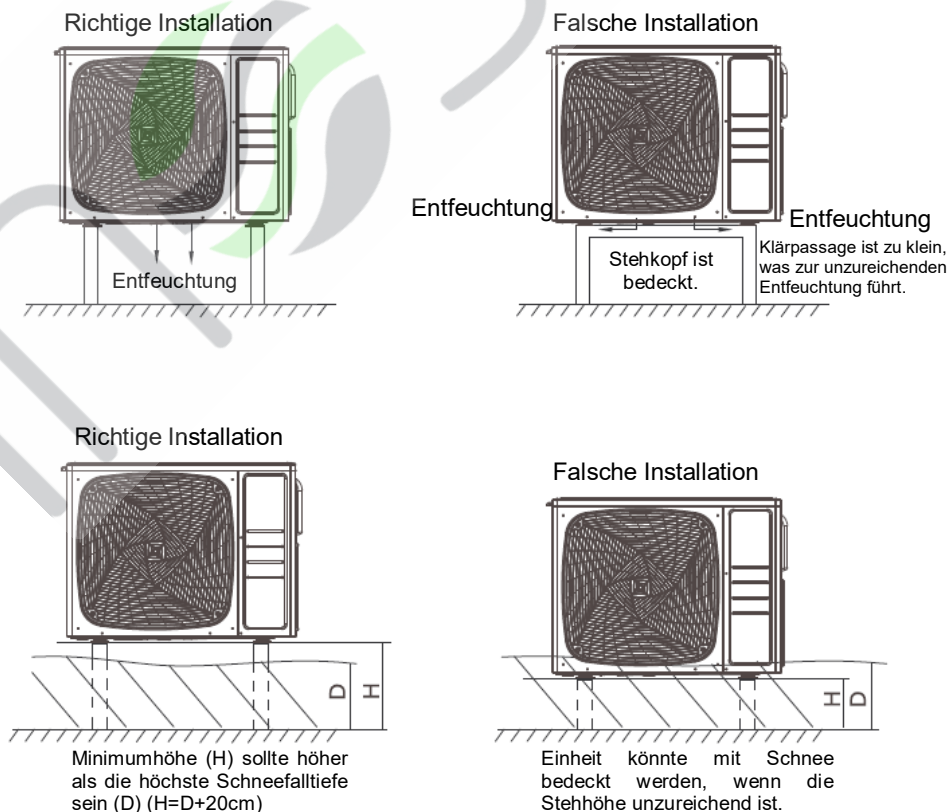 Richtige Installation
Falsche Installation
Entfeuchtung
Entfeuchtung
Stehkopf ist
bedeckt.
Entfeuchtung
Klärpassage ist zu klein,
was zur unzureichenden
Entfeuchtung führt.
Richtige Installation
Falsche Installation
D
H
H
D
Minimumhöhe (H) sollte höher
als die höchste Schneefalltiefe
sein (D) (H=D+20cm)
Einheit könnte mit Schnee
bedeckt werden, wenn die
Stehhöhe unzureichend ist.